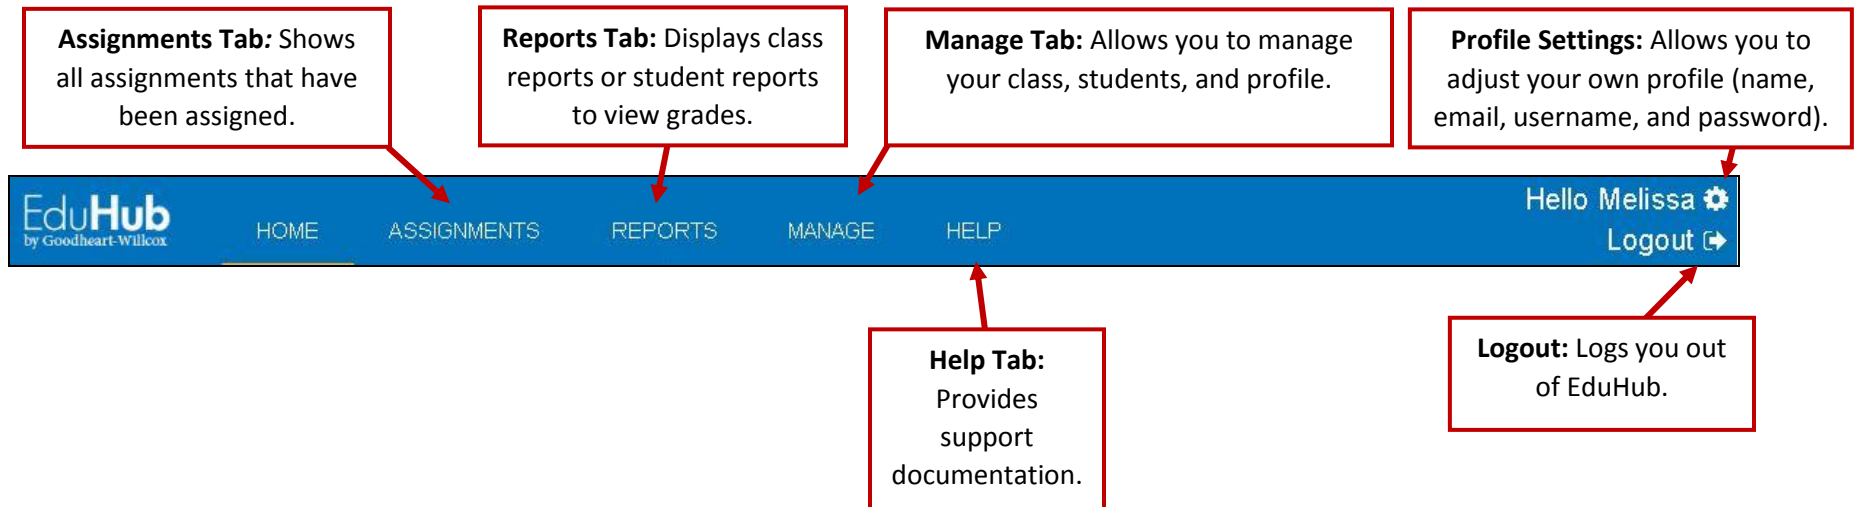 Assignments Tab: Shows
all assignments that have
been assigned.
Reports Tab: Displays class
reports or student reports
to view grades.
Manage Tab: Allows you to manage
your class, students, and profile.
Profile Settings: Allows you to
adjust your own profile (name,
email, username, and password).
EduHub
by Goodheart-Willcox
HOME
ASSIGNMENTS
REPORTS
MANAGE
HELP
Hello Melissa
Logout
Help Tab:
Provides
support
documentation.
Logout: Logs you out
of EduHub.